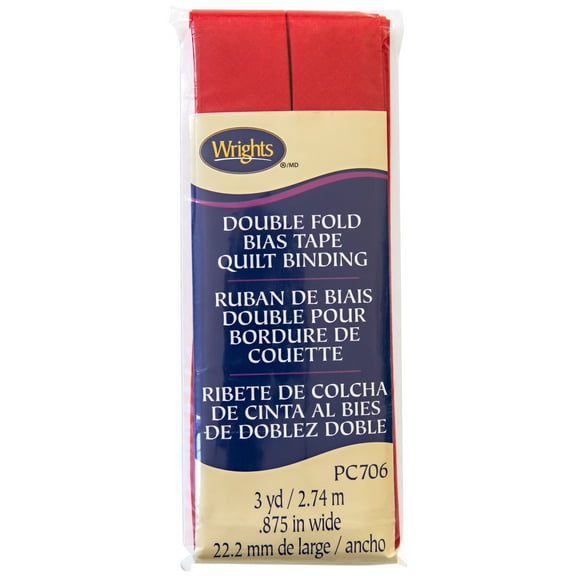 Wrights
®/MD
DOUBLE FOLD
BIAS TAPE
QUILT BINDING
RUBAN DE BIAIS
DOUBLE POUR
BORDURE DE
COUETTE
RIBETE DE COLCHA
DE CINTA AL BIES
DE DOBLEZ DOBLE
PC706
3 yd / 2.74 m
.875 in wide
22.2 mm de large / ancho